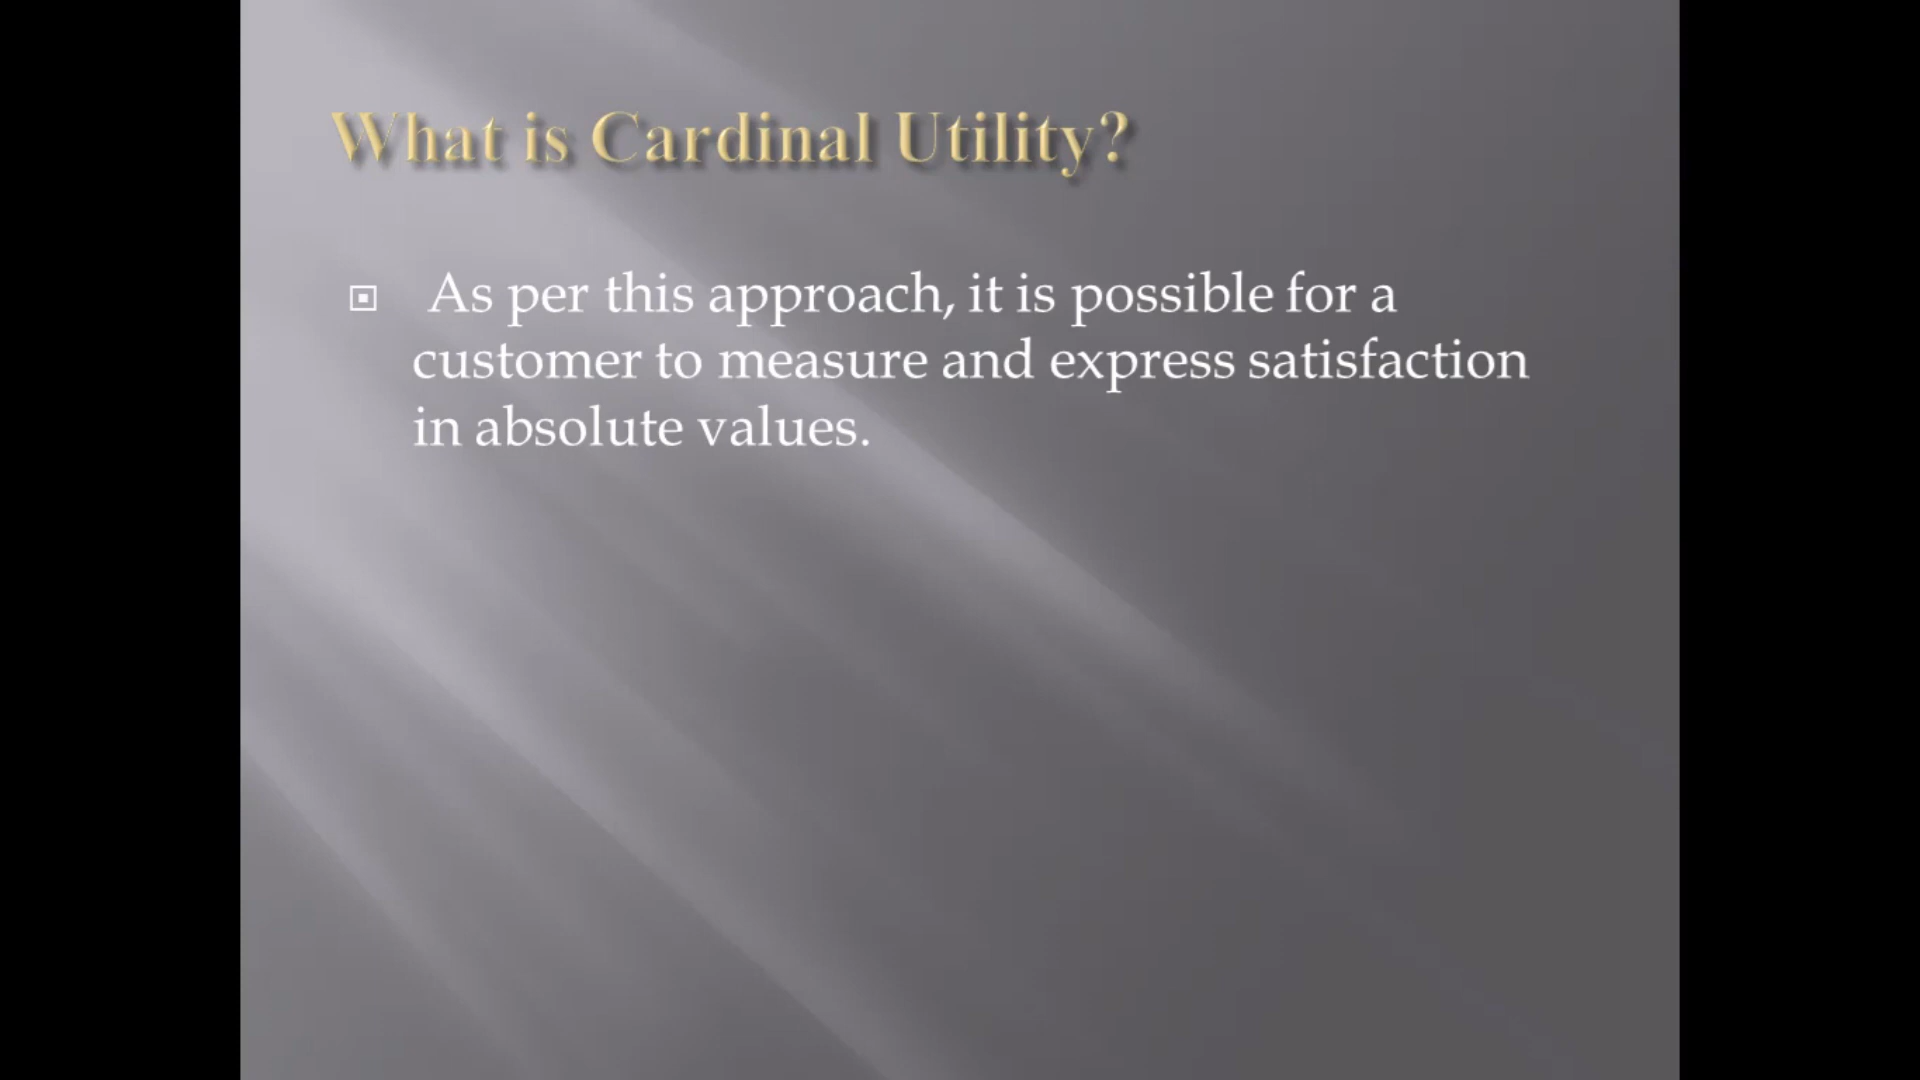 What is Cardinal Utility?
As per this approach, it is possible for a
customer to measure and express satisfaction
in absolute values.